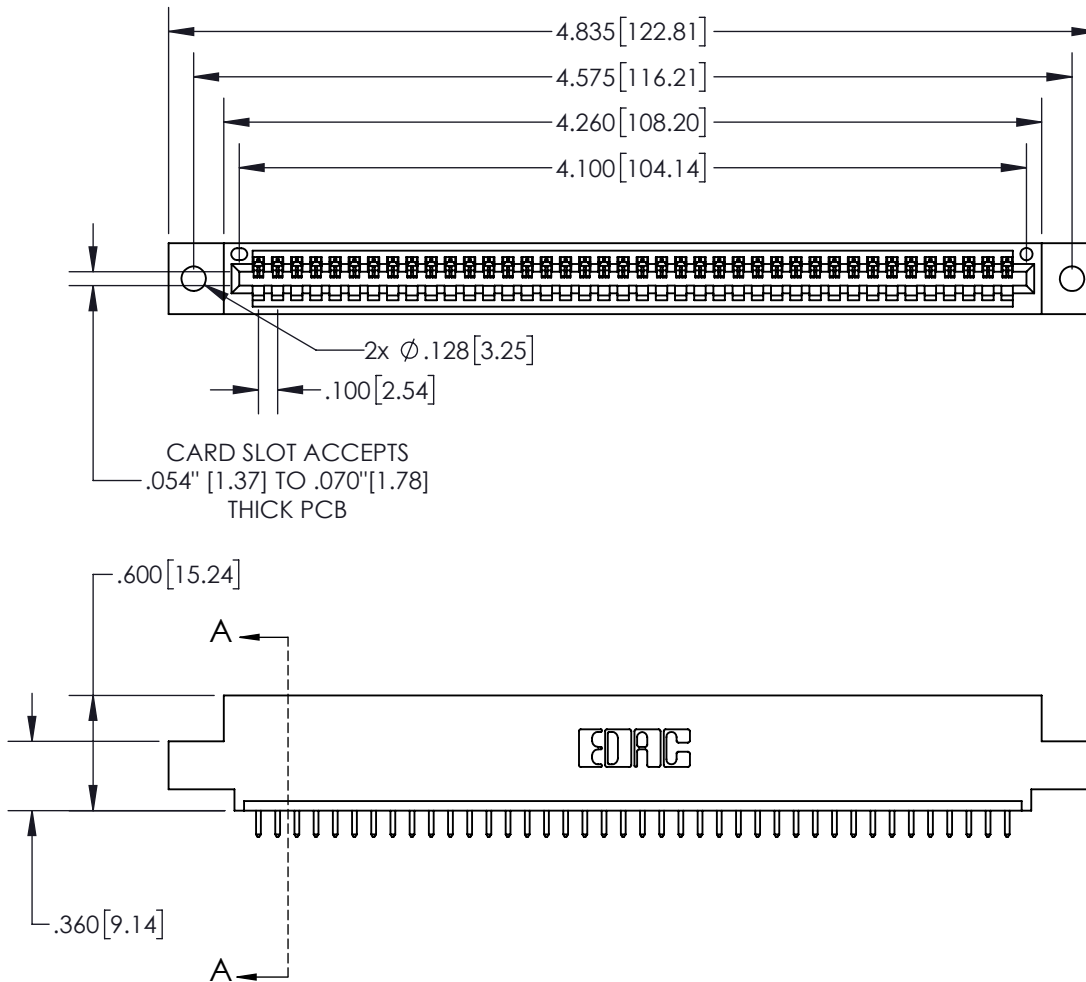 4.835[122.81]
4.575[116.21]
4.260[108.20]
4.100[104.14]
2x Ø.128[3.25]
.100[2.54]
CARD SLOT ACCEPTS
.054" [1.37] TO .070"[1.78]
THICK PCB
.600[15.24]
A
EDAC
.360[9.14]
A